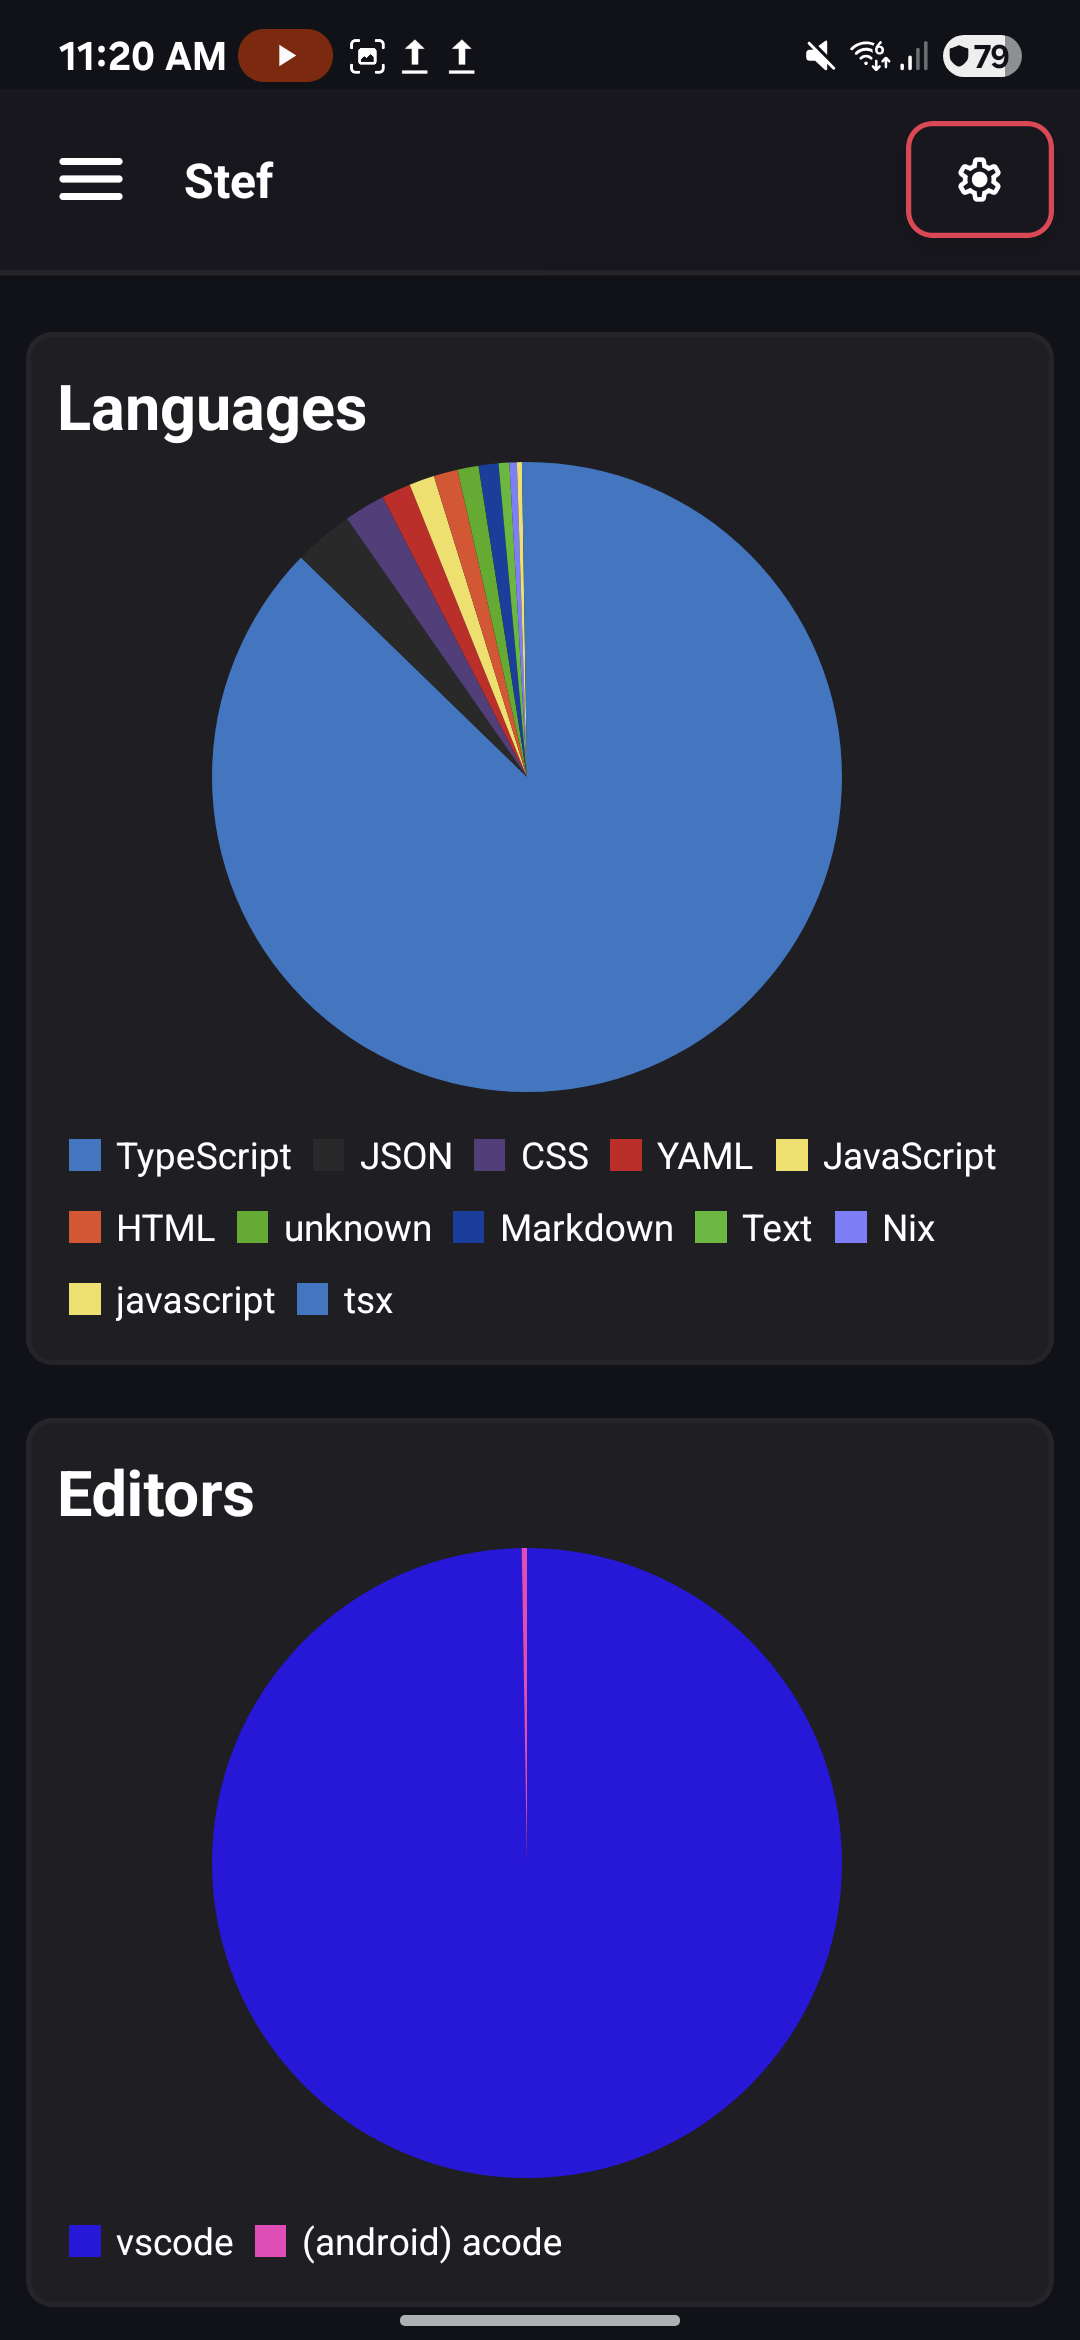 11:20 AM 6 79
Stef
Languages
TypeScript JSON CSS YAML JavaScript
HTML unknown Markdown Text Nix
javascript tsx
Editors
vscode (android) acode